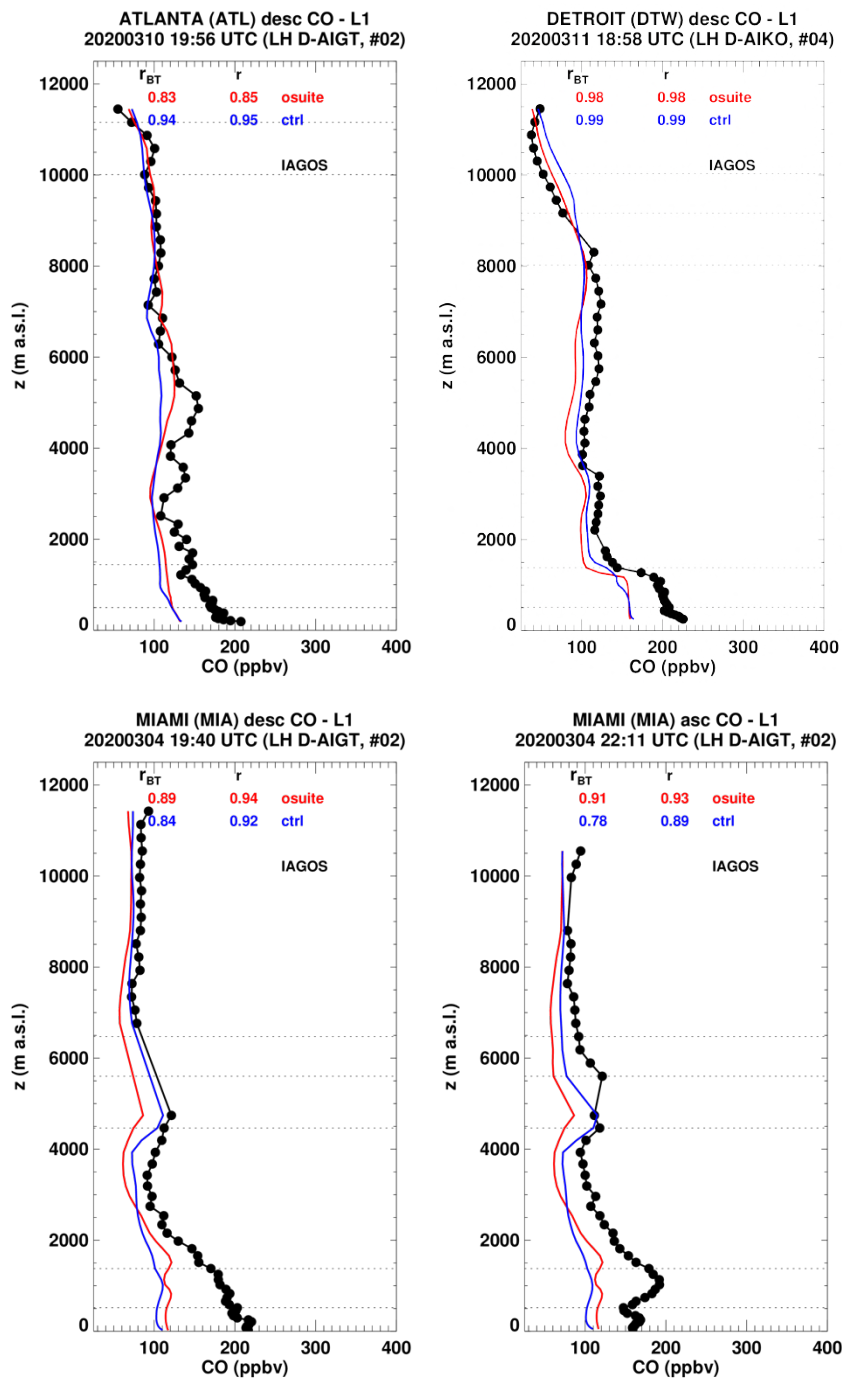 ATLANTA (ATL) desc CO - L1
20200310 19:56 UTC (LH D-AIGT, #02)
rBT r
0.83 0.85 osuite
0.94 0.95 ctrl
IAGOS
12000
10000
8000
6000
4000
2000
0
z (m a.s.l.)
100 200 300 400
CO (ppbv)
DETROIT (DTW) desc CO - L1
20200311 18:58 UTC (LH D-AIKO, #04)
rBT r
0.98 0.98 osuite
0.99 0.99 ctrl
IAGOS
12000
10000
8000
6000
4000
2000
0
z (m a.s.l.)
100 200 300 400
CO (ppbv)
MIAMI (MIA) desc CO - L1
20200304 19:40 UTC (LH D-AIGT, #02)
rBT r
0.89 0.94 osuite
0.84 0.92 ctrl
IAGOS
12000
10000
8000
6000
4000
2000
0
z (m a.s.l.)
100 200 300 400
CO (ppbv)
MIAMI (MIA) asc CO - L1
20200304 22:11 UTC (LH D-AIGT, #02)
rBT r
0.91 0.93 osuite
0.78 0.89 ctrl
IAGOS
12000
10000
8000
6000
4000
2000
0
z (m a.s.l.)
100 200 300 400
CO (ppbv)